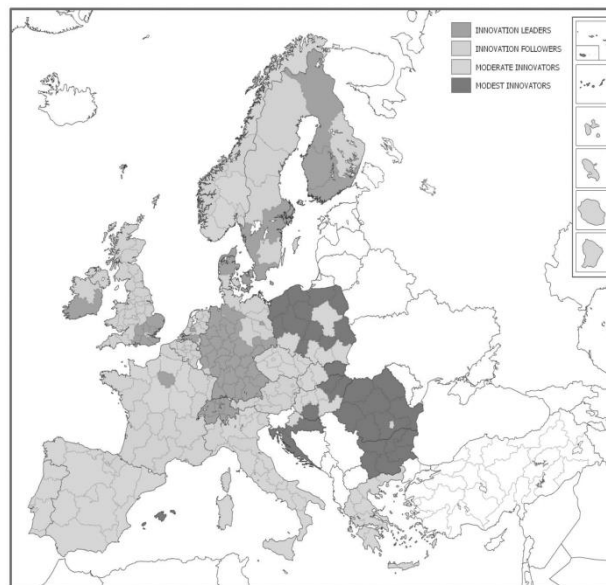 INNOVATION LEADERS
INNOVATION FOLLOWERS
MODERATE INNOVATORS
MODEST INNOVATORS